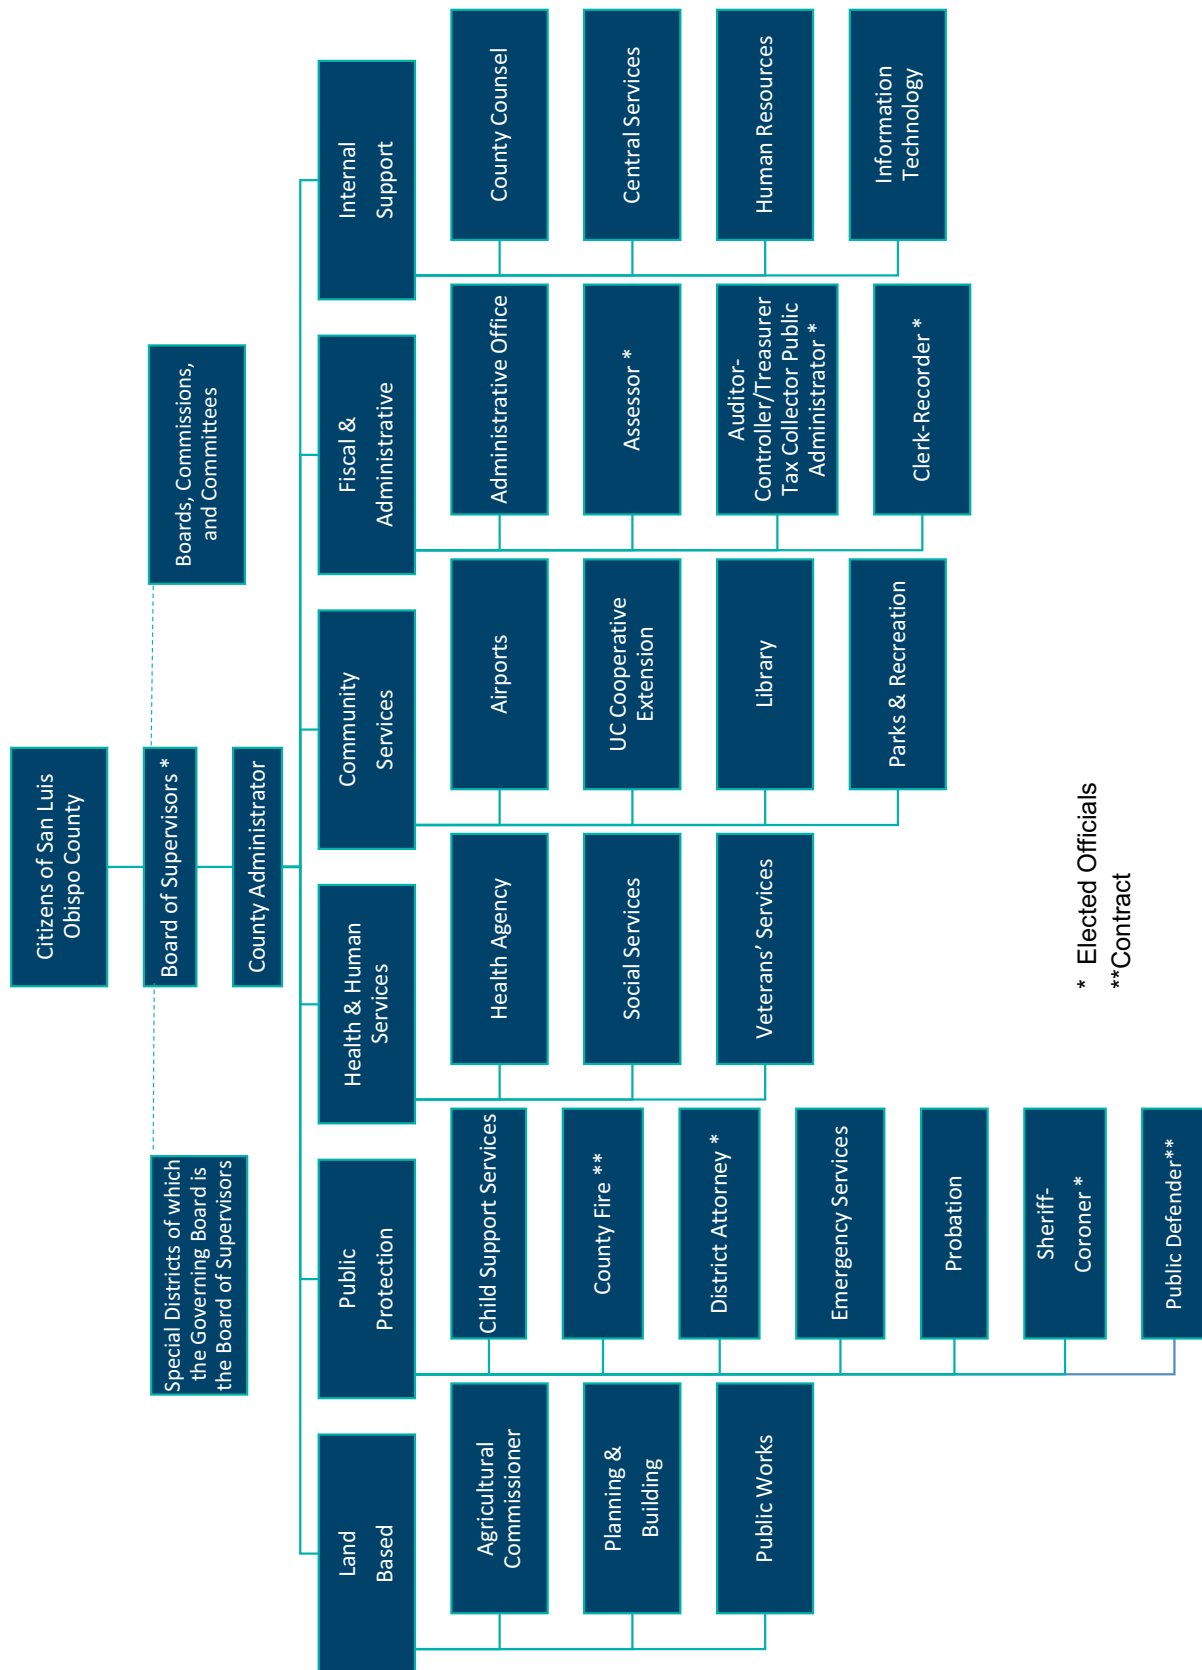 Citizens of San Luis
Obispo County
Board of Supervisors *
Special Districts of which
the Governing Board is
the Board of Supervisors
Boards, Commissions,
and Committees
County Administrator
Land
Based
Agricultural
Commissioner
Planning &
Building
Public Works
Public
Protection
Child Support Services
County Fire **
District Attorney *
Emergency Services
Probation
Sheriff-
Coroner *
Public Defender**
Health & Human
Services
Health Agency
Social Services
Veterans’ Services
Community
Services
Airports
UC Cooperative
Extension
Library
Parks & Recreation
Fiscal &
Administrative
Administrative Office
Assessor *
Auditor-
Controller/Treasurer
Tax Collector Public
Administrator *
Clerk-Recorder *
Internal
Support
County Counsel
Central Services
Human Resources
Information
Technology
* Elected Officials
**Contract